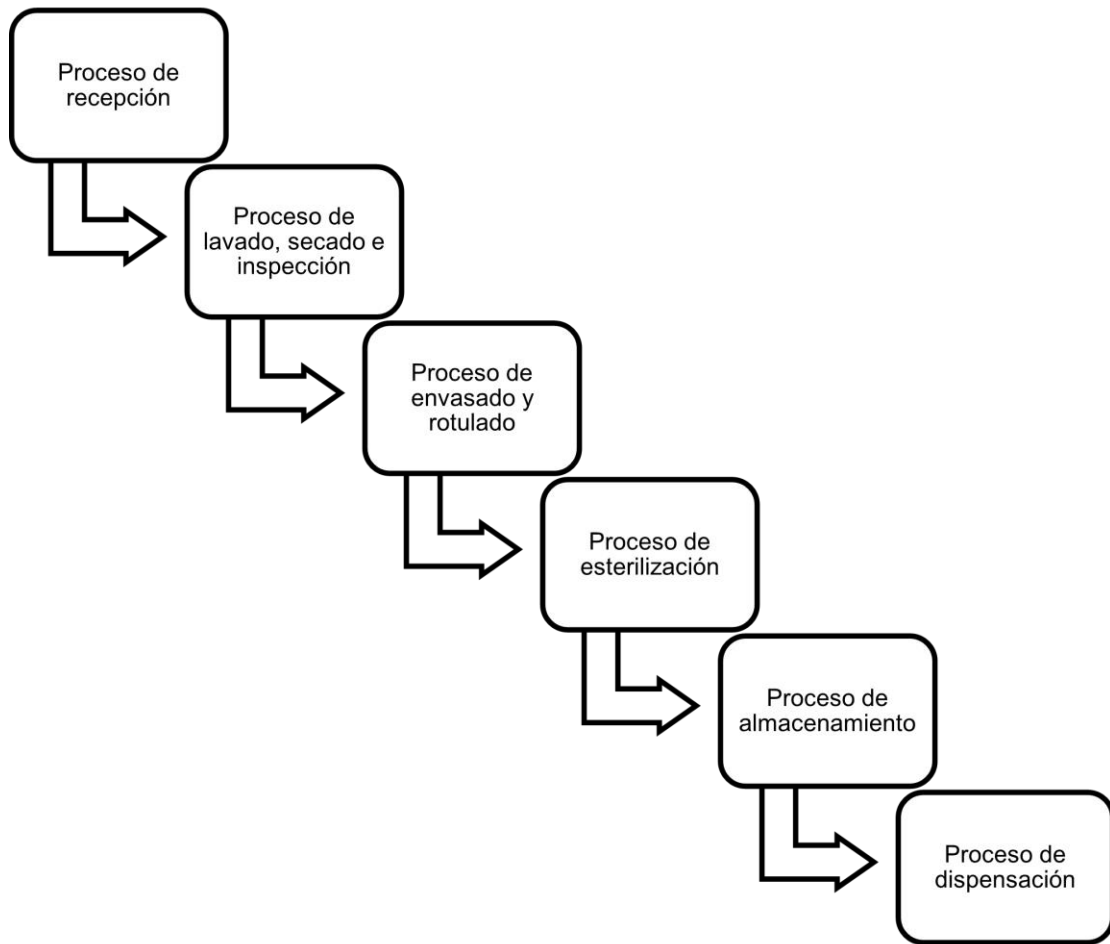 Proceso de
recepción
Proceso de
lavado, secado e
inspección
Proceso de
envasado y
rotulado
Proceso de
esterilización
Proceso de
almacenamiento
Proceso de
dispensación